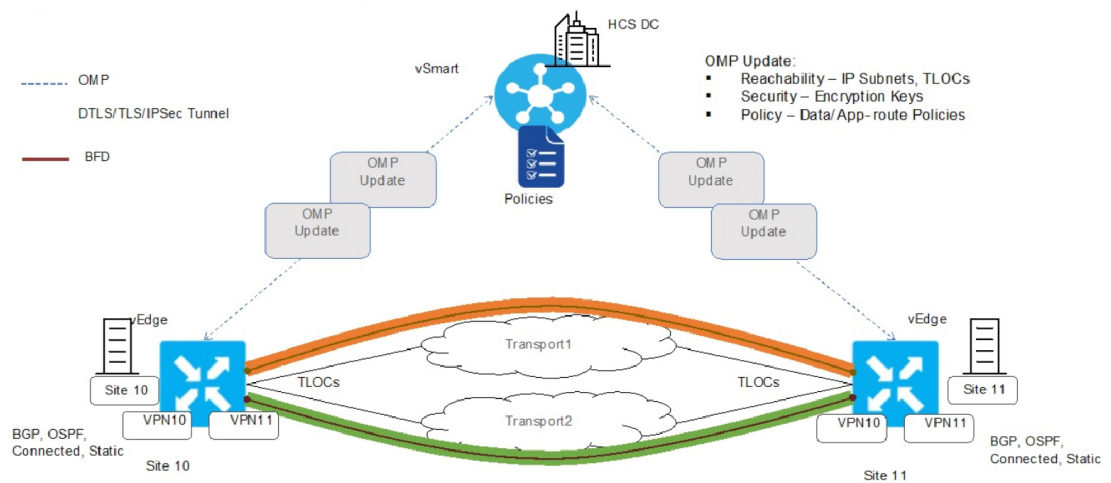 HCS DC
vSmart
OMP
DTLS/TLS/IPSec Tunnel
BFD
OMP Update:
▪ Reachability – IP Subnets, TLOCs
▪ Security – Encryption Keys
▪ Policy – Data/App-route Policies
OMP
Update
OMP
Update
Policies
OMP
Update
OMP
Update
vEdge
vEdge
Transport1
Site 10
TLOCs
TLOCs
Site 11
VPN10
VPN11
Transport2
VPN10
VPN11
BGP, OSPF,
Connected, Static
BGP, OSPF,
Connected, Static
Site 10
Site 11